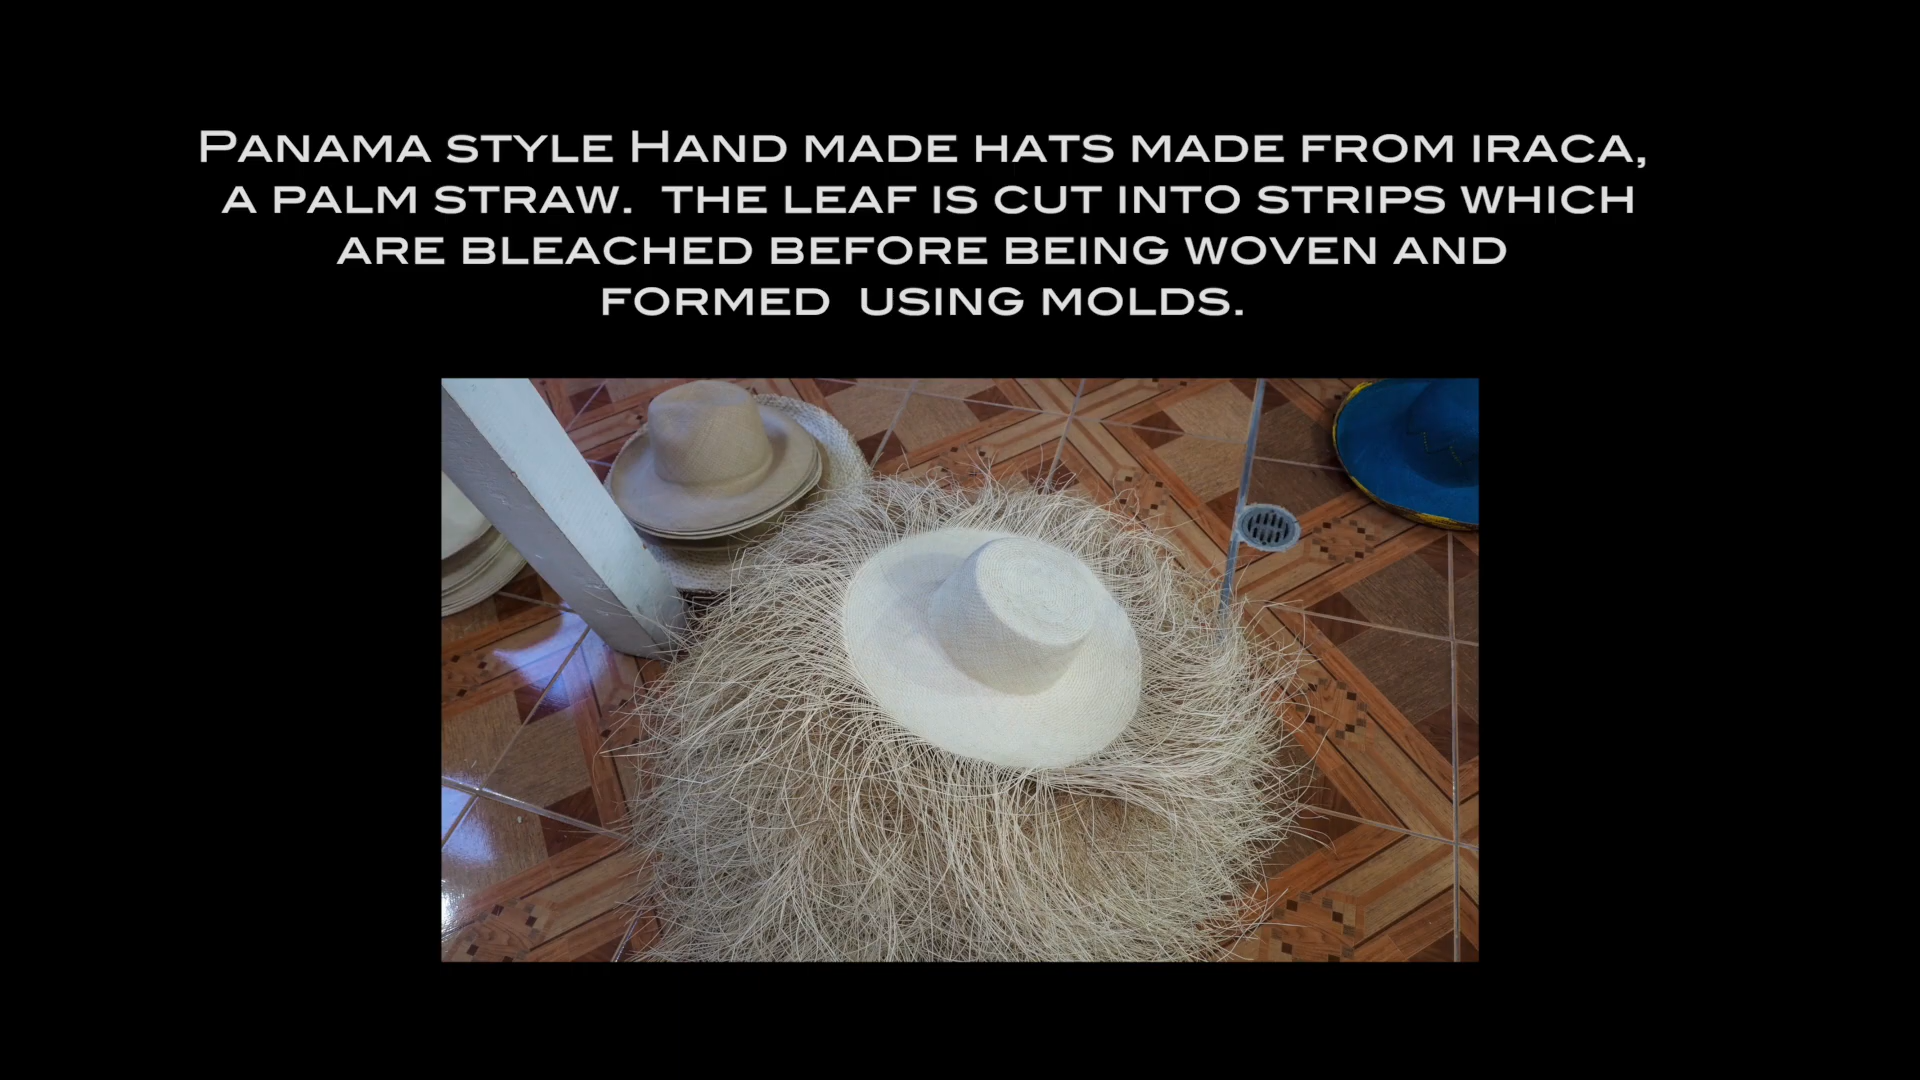 Panama style Hand made hats made from iraca,
a palm straw.  the leaf is cut into strips which
are bleached before being woven and
formed  using molds.